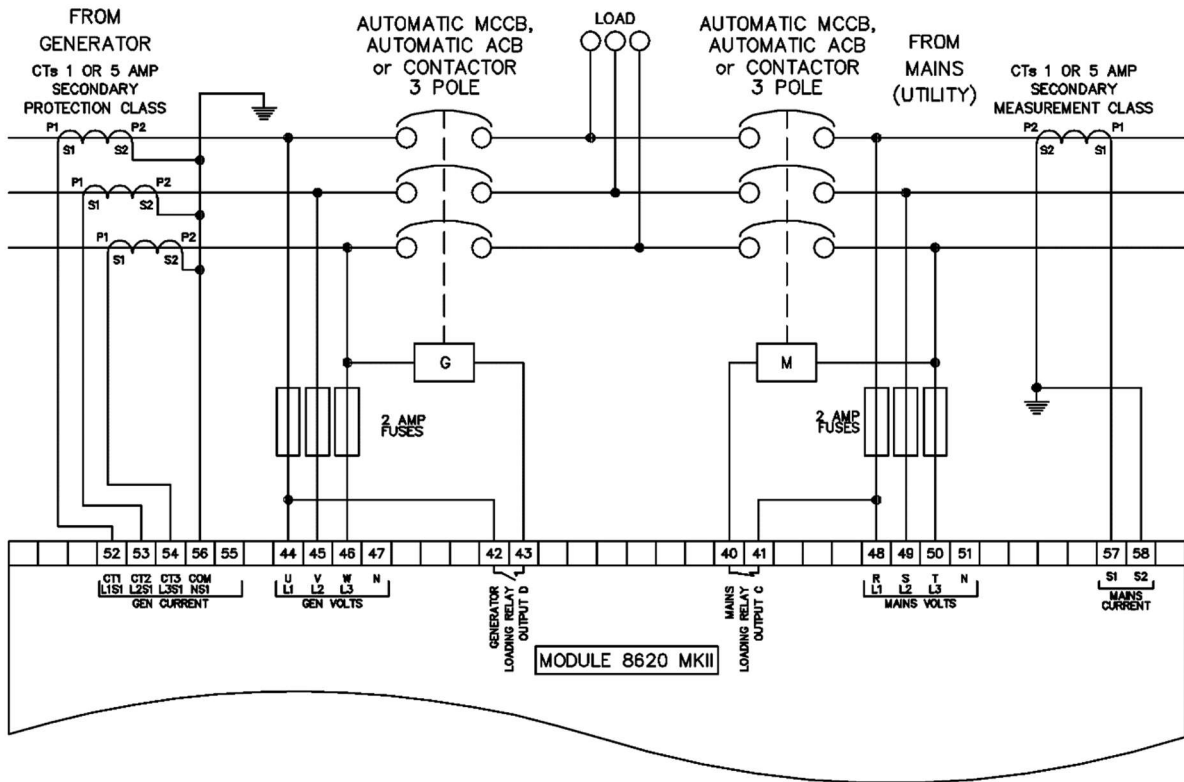 FROM
GENERATOR
CTs 1 OR 5 AMP
SECONDARY
PROTECTION CLASS
AUTOMATIC MCCB,
AUTOMATIC ACB
or CONTACTOR
3 POLE
LOAD
AUTOMATIC MCCB,
AUTOMATIC ACB
or CONTACTOR
3 POLE
FROM
MAINS
(UTILITY)
CTs 1 OR 5 AMP
SECONDARY
MEASUREMENT CLASS
P1 P2
S1 S2
P1 P2
S1 S2
P1 P2
S1 S2
P2 P1
S2 S1
G
M
2 AMP
FUSES
2 AMP
FUSES
52 53 54 56 55 44 45 46 47 42 43 40 41 48 49 50 51 57 58
CT1 CT2 CT3 COM
L1S1 L2S1 L3S1 NS1
GEN CURRENT
U V W N
L1 L2 L3
GEN VOLTS
GENERATOR
LOADING RELAY
OUTPUT D
MAINS
LOADING RELAY
OUTPUT C
R S T N
L1 L2 L3
MAINS VOLTS
S1 S2
MAINS
CURRENT
MODULE 8620 MKII